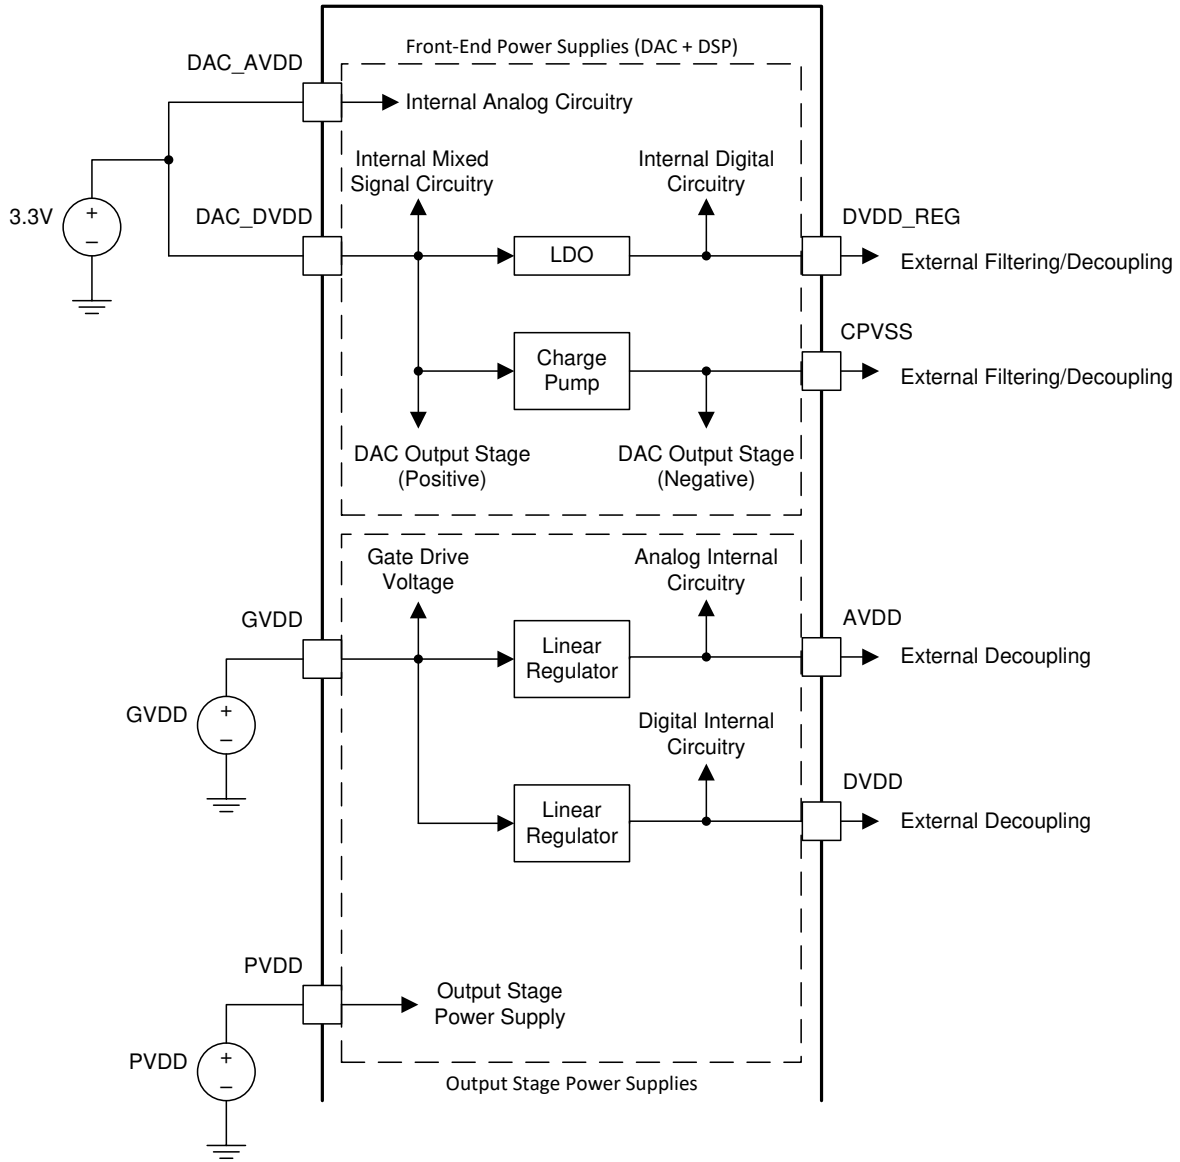 Front-End Power Supplies (DAC + DSP)
DAC_AVDD
Internal Analog Circuitry
Internal Mixed
Signal Circuitry
Internal Digital
Circuitry
3.3V
+
−
DAC_DVDD
LDO
DVDD_REG
External Filtering/Decoupling
CPVSS
Charge
Pump
External Filtering/Decoupling
DAC Output Stage
(Positive)
DAC Output Stage
(Negative)
Gate Drive
Voltage
Analog Internal
Circuitry
GVDD
Linear
Regulator
AVDD
External Decoupling
GVDD
+
−
Digital Internal
Circuitry
Linear
Regulator
DVDD
External Decoupling
PVDD
Output Stage
Power Supply
PVDD
+
−
Output Stage Power Supplies